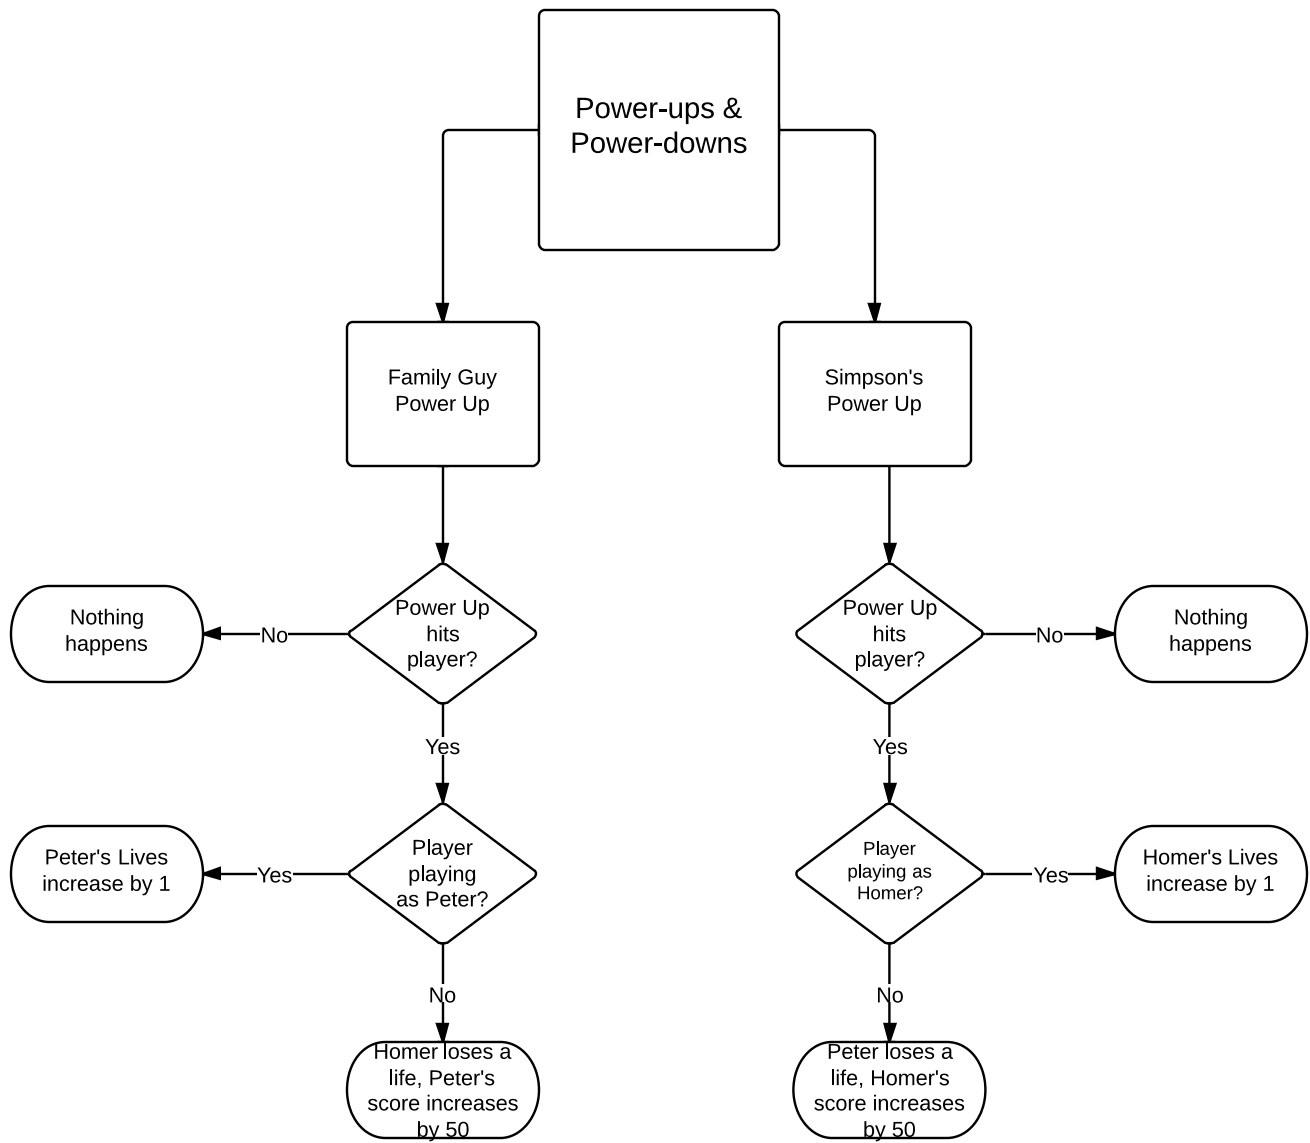 Power-ups &
Power-downs
Family Guy
Power Up
Simpson's
Power Up
Power Up
hits
player?
No
Nothing
happens
Yes
Power Up
hits
player?
No
Nothing
happens
Yes
Player
playing
as Peter?
Yes
Peter's Lives
increase by 1
No
Player
playing as
Homer?
Yes
Homer's Lives
increase by 1
No
Homer loses a
life, Peter's
score increases
by 50
Peter loses a
life, Homer's
score increases
by 50